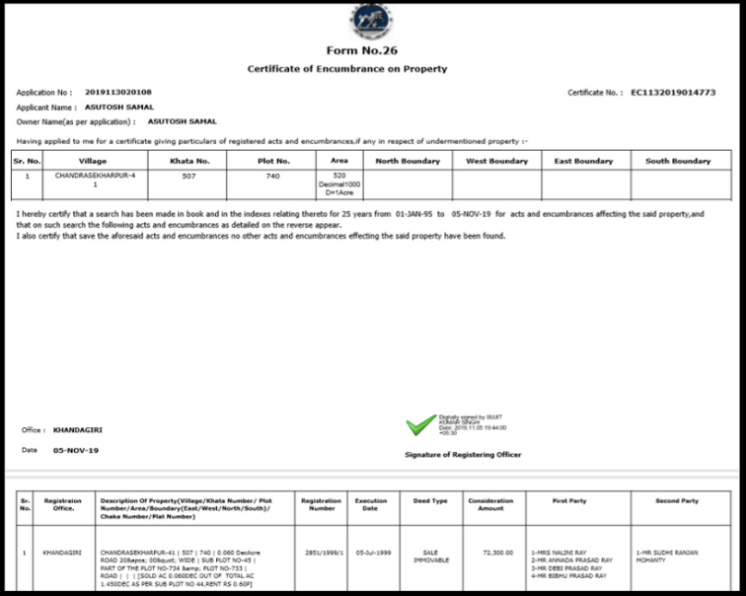 Form No.26
Certificate of Encumbrance on Property
Application No : 2019113020108
Certificate No. : EC1132019014773
Applicant Name : ASUTOSH SAMAL
Owner Name(as per application) : ASUTOSH SAMAL
Having applied to me for a certificate giving particulars of registered acts and encumbrances,if any in respect of undermentioned property :-
Sr. No. Village Khata No. Plot No. Area North Boundary West Boundary East Boundary South Boundary
1 CHANDRASEKHARPUR-4 507 740 520
1 Decimal1000
D=1Acre
I hereby certify that a search has been made in book and in the indexes relating thereto for 25 years from 01-JAN-95 to 05-NOV-19 for acts and encumbrances affecting the said property,and
that on such search the following acts and encumbrances as detailed on the reverse appear.
I also certify that save the aforesaid acts and encumbrances no other acts and encumbrances effecting the said property have been found.
Digitally signed by SUJIT
KUMAR SINGH
Date: 2019.11.05 16:44:00
+05:30
Office : KHANDAGIRI
Date 05-NOV-19
Signature of Registering Officer
Sr. No. Registraion Office. Description Of Property(Village/Khata Number/ Plot Number/Area/Boundary(East/West/North/South)/ Chaka Number/Flat Number) Registration Number Execution Date Deed Type Consideration Amount First Party Second Party
1 KHANDAGIRI
CHANDRASEKHARPUR-41 | 507 | 740 | 0.060 Decilore
ROAD 20&apos; 00&quot; WIDE | SUB PLOT NO-45 |
PART OF THE PLOT NO-734 &amp; PLOT NO-733 |
ROAD | | | [SOLD AC 0.060DEC OUT OF TOTAL AC
1.450DEC AS PER SUB PLOT NO 44,RENT RS 0.60P]
2851/1999/1 05-Jul-1999
SALE
IMMOVABLE
72,300.00
1-MRS NALINI RAY
2-MR ANNADA PRASAD RAY
3-MR DEBI PRASAD RAY
4-MR BIBHU PRASAD RAY
1-MR SUDHI RANJAN
MOHANTY